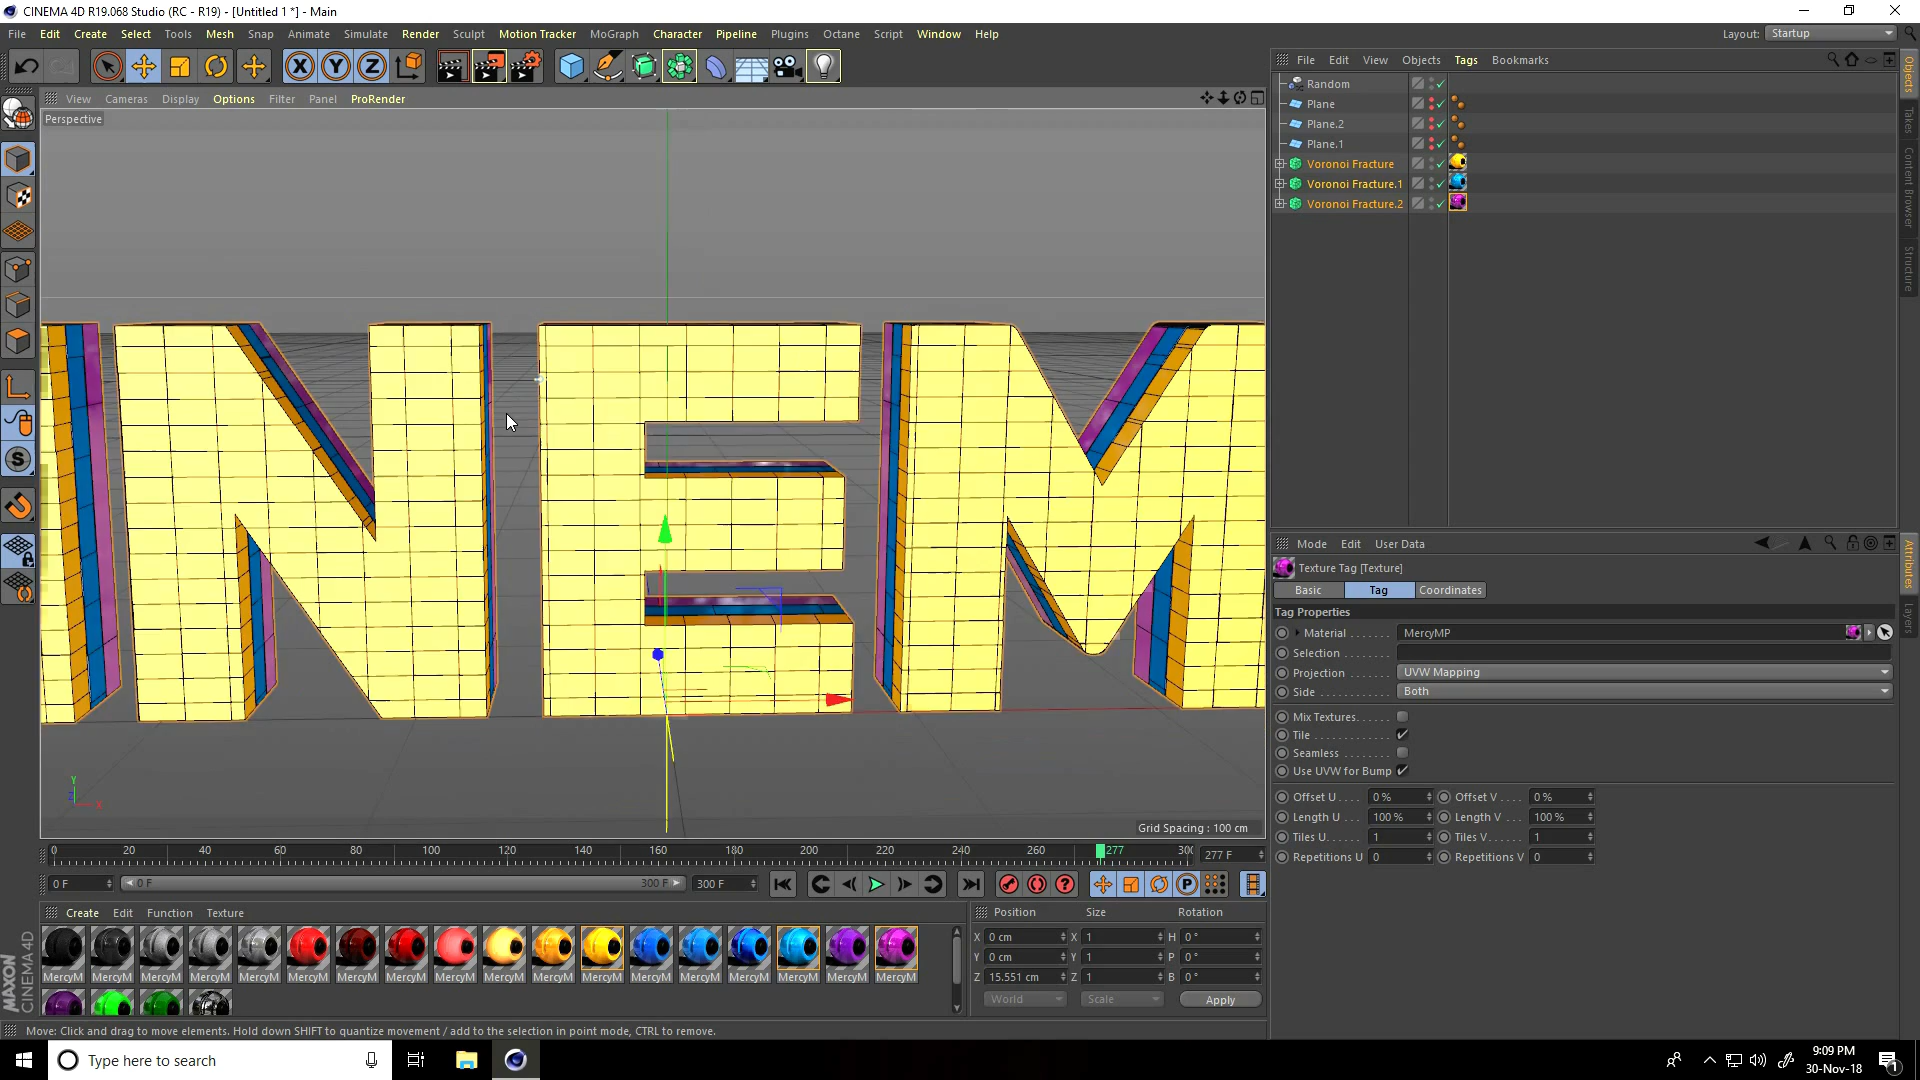 CINEMA 4D R19.068 Studio (RC - R19) - [Untitled 1 *] - Main
File Edit Create Select Tools Mesh Snap Animate Simulate Render Sculpt Motion Tracker MoGraph Character Pipeline Plugins Octane Script Window Help
Layout: Startup
X Y Z
View Cameras Display Options Filter Panel ProRender
Perspective
NEM
Grid Spacing : 100 cm
File Edit View Objects Tags Bookmarks
Random
Plane
Plane.2
Plane.1
Voronoi Fracture
Voronoi Fracture.1
Voronoi Fracture.2
Objects
Takes
Content Browser
Structure
Mode Edit User Data
Texture Tag [Texture]
Basic Tag Coordinates
Tag Properties
Material . . . . . . . MercyMP
Selection . . . . . . .
Projection . . . . . . UVW Mapping
Side . . . . . . . . . Both
Mix Textures. . . . . .
Tile . . . . . . . . . . . . .
Seamless . . . . . . . .
Use UVW for Bump
Offset U . . . . 0 % Offset V . . . . 0 %
Length U . . . 100 % Length V . . . 100 %
Tiles U. . . . . 1 Tiles V. . . . . 1
Repetitions U 0 Repetitions V 0
Attributes
Layers
Y
Z
X
0 20 40 60 80 100 120 140 160 180 200 220 240 260 277 300
277 F
0 F 0 F 300 F 300 F
P
Create Edit Function Texture
MercyM MercyM MercyM MercyM MercyM MercyM MercyM MercyM MercyM MercyM MercyM MercyM MercyM MercyM MercyM MercyM MercyM MercyM
Position Size Rotation
X 0 cm X 1 H 0 °
Y 0 cm Y 1 P 0 °
Z 15.551 cm Z 1 B 0 °
World Scale Apply
MAXON
CINEMA 4D
Move: Click and drag to move elements. Hold down SHIFT to quantize movement / add to the selection in point mode, CTRL to remove.
Type here to search
9:09 PM
30-Nov-18
1